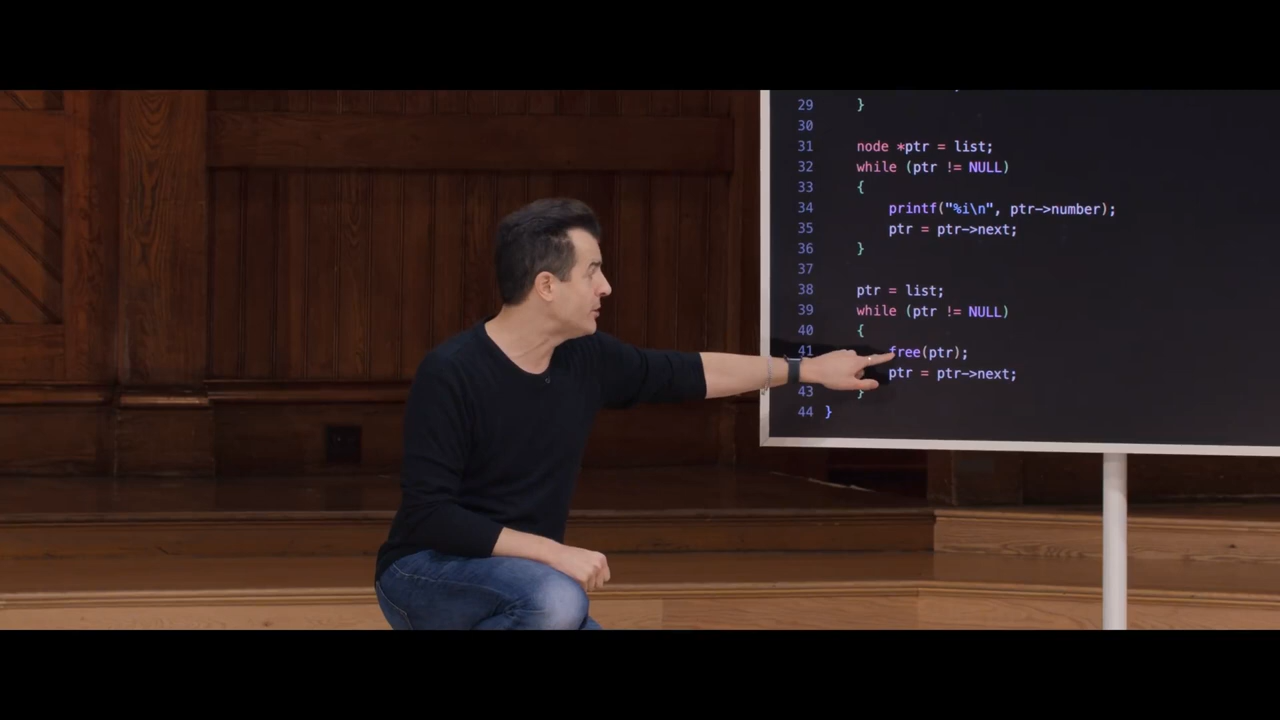 29 }
30
31 node *ptr = list;
32 while (ptr != NULL)
33 {
34 printf("%i\n", ptr->number);
35 ptr = ptr->next;
36 }
37
38 ptr = list;
39 while (ptr != NULL)
40 {
41 free(ptr);
ptr = ptr->next;
43 }
44 }